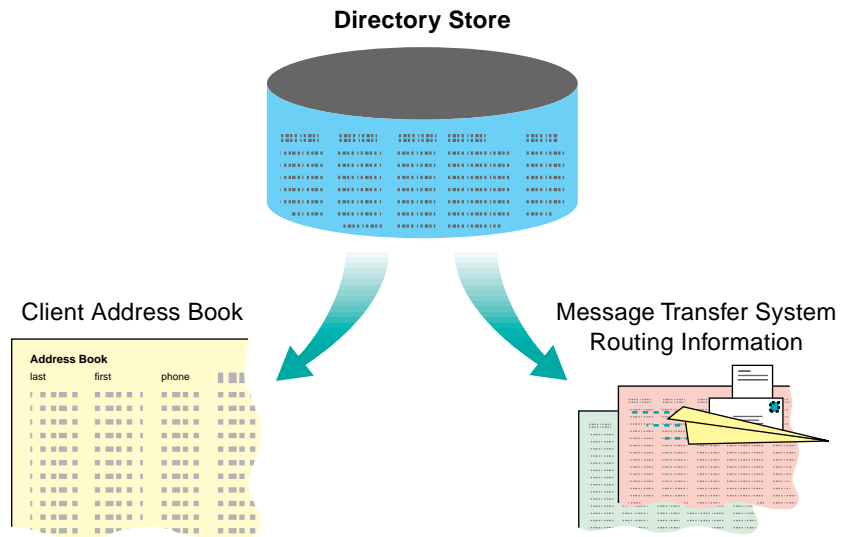 Directory Store
Client Address Book
Message Transfer System
Routing Information
Address Book
last first phone